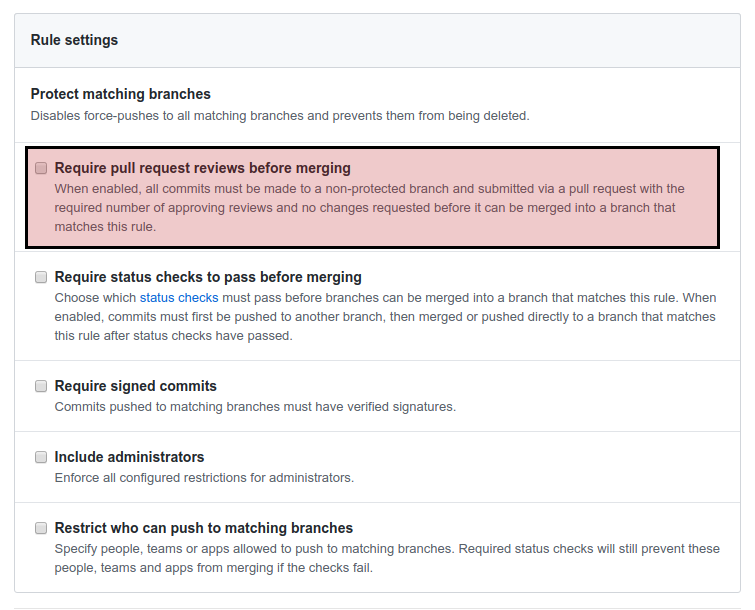 Rule settings
Protect matching branches
Disables force-pushes to all matching branches and prevents them from being deleted.
Require pull request reviews before merging
When enabled, all commits must be made to a non-protected branch and submitted via a pull request with the
required number of approving reviews and no changes requested before it can be merged into a branch that
matches this rule.
Require status checks to pass before merging
Choose which status checks must pass before branches can be merged into a branch that matches this rule. When
enabled, commits must first be pushed to another branch, then merged or pushed directly to a branch that matches
this rule after status checks have passed.
Require signed commits
Commits pushed to matching branches must have verified signatures.
Include administrators
Enforce all configured restrictions for administrators.
Restrict who can push to matching branches
Specify people, teams or apps allowed to push to matching branches. Required status checks will still prevent these
people, teams and apps from merging if the checks fail.